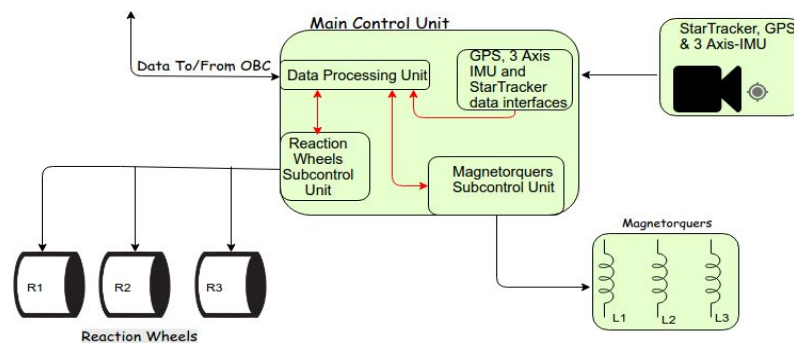 Main Control Unit
StarTracker, GPS
& 3 Axis-IMU
Data To/From OBC
Data Processing Unit
GPS, 3 Axis
IMU and
StarTracker
data interfaces
Reaction
Wheels
Subcontrol
Unit
Magnetorquers
Subcontrol Unit
Magnetorquers
R1
R2
R3
L1
L2
L3
Reaction Wheels